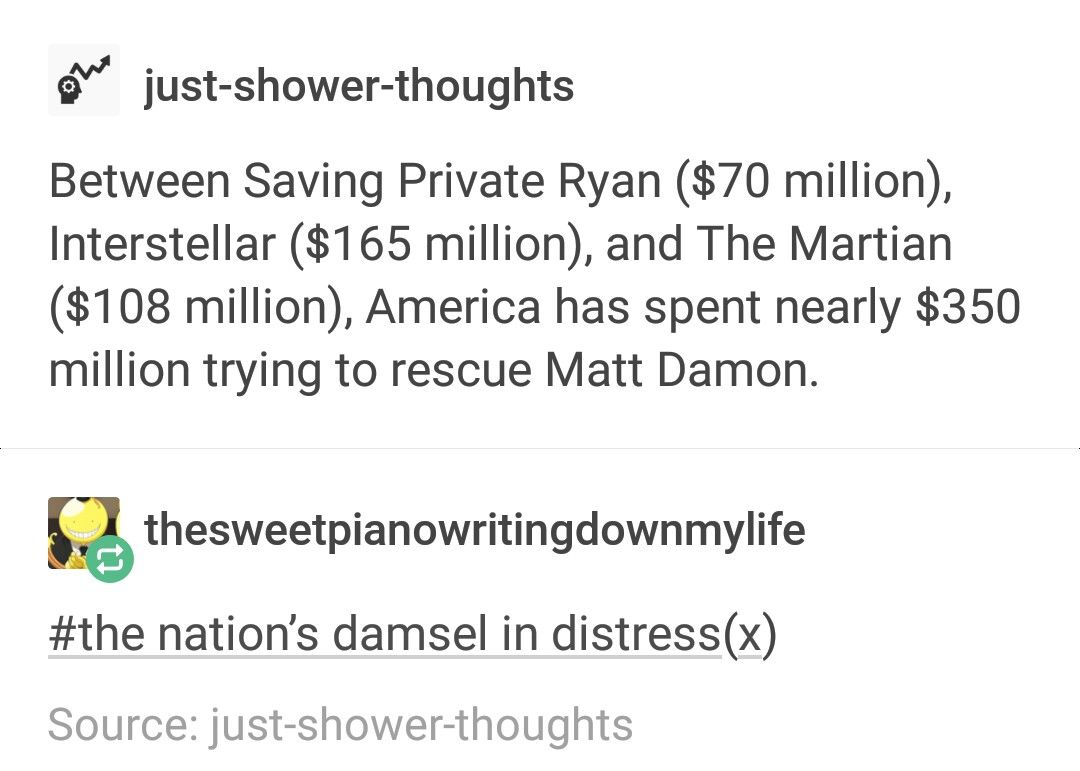 just-shower-thoughts
Between Saving Private Ryan ($70 million),
Interstellar ($165 million), and The Martian
($108 million), America has spent nearly $350
million trying to rescue Matt Damon.
thesweetpianowritingdownmylife
#the nation’s damsel in distress(x)
Source: just-shower-thoughts